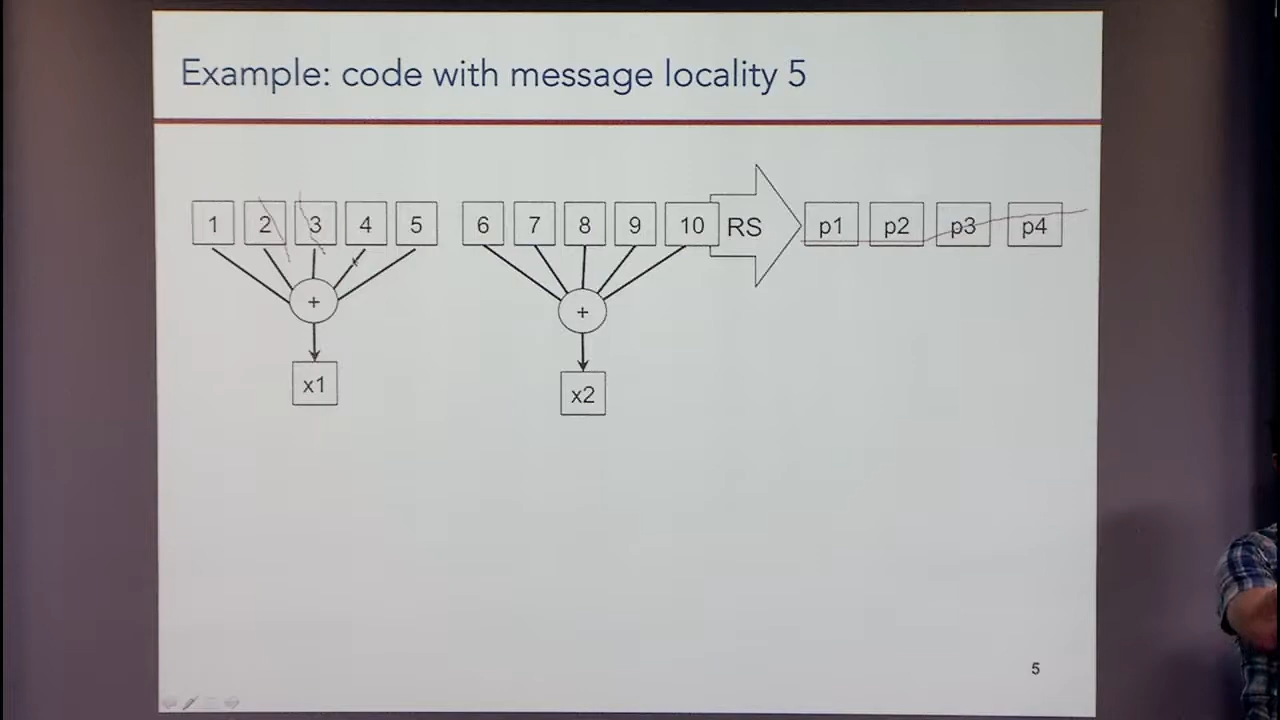 Example: code with message locality 5
1 2 3 4 5 6 7 8 9 10 RS p1 p2 p3 p4
+ +
x1 x2
5